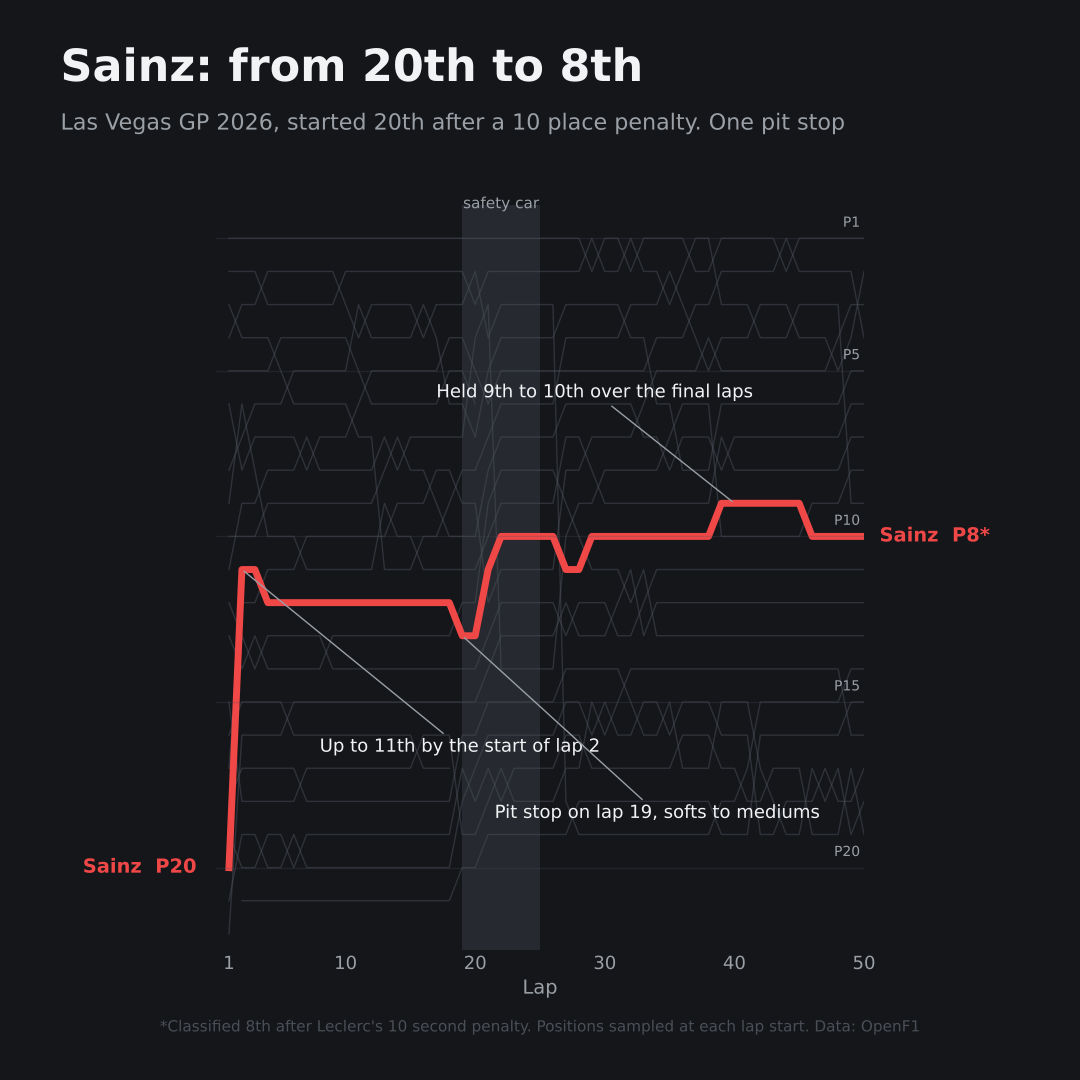 Sainz: from 20th to 8th
Las Vegas GP 2026, started 20th after a 10 place penalty. One pit stop
safety car
P1
P5
Held 9th to 10th over the final laps
P10
Sainz P8*
P15
Up to 11th by the start of lap 2
Pit stop on lap 19, softs to mediums
P20
Sainz P20
1 10 20 30 40 50
Lap
*Classified 8th after Leclerc's 10 second penalty. Positions sampled at each lap start. Data: OpenF1